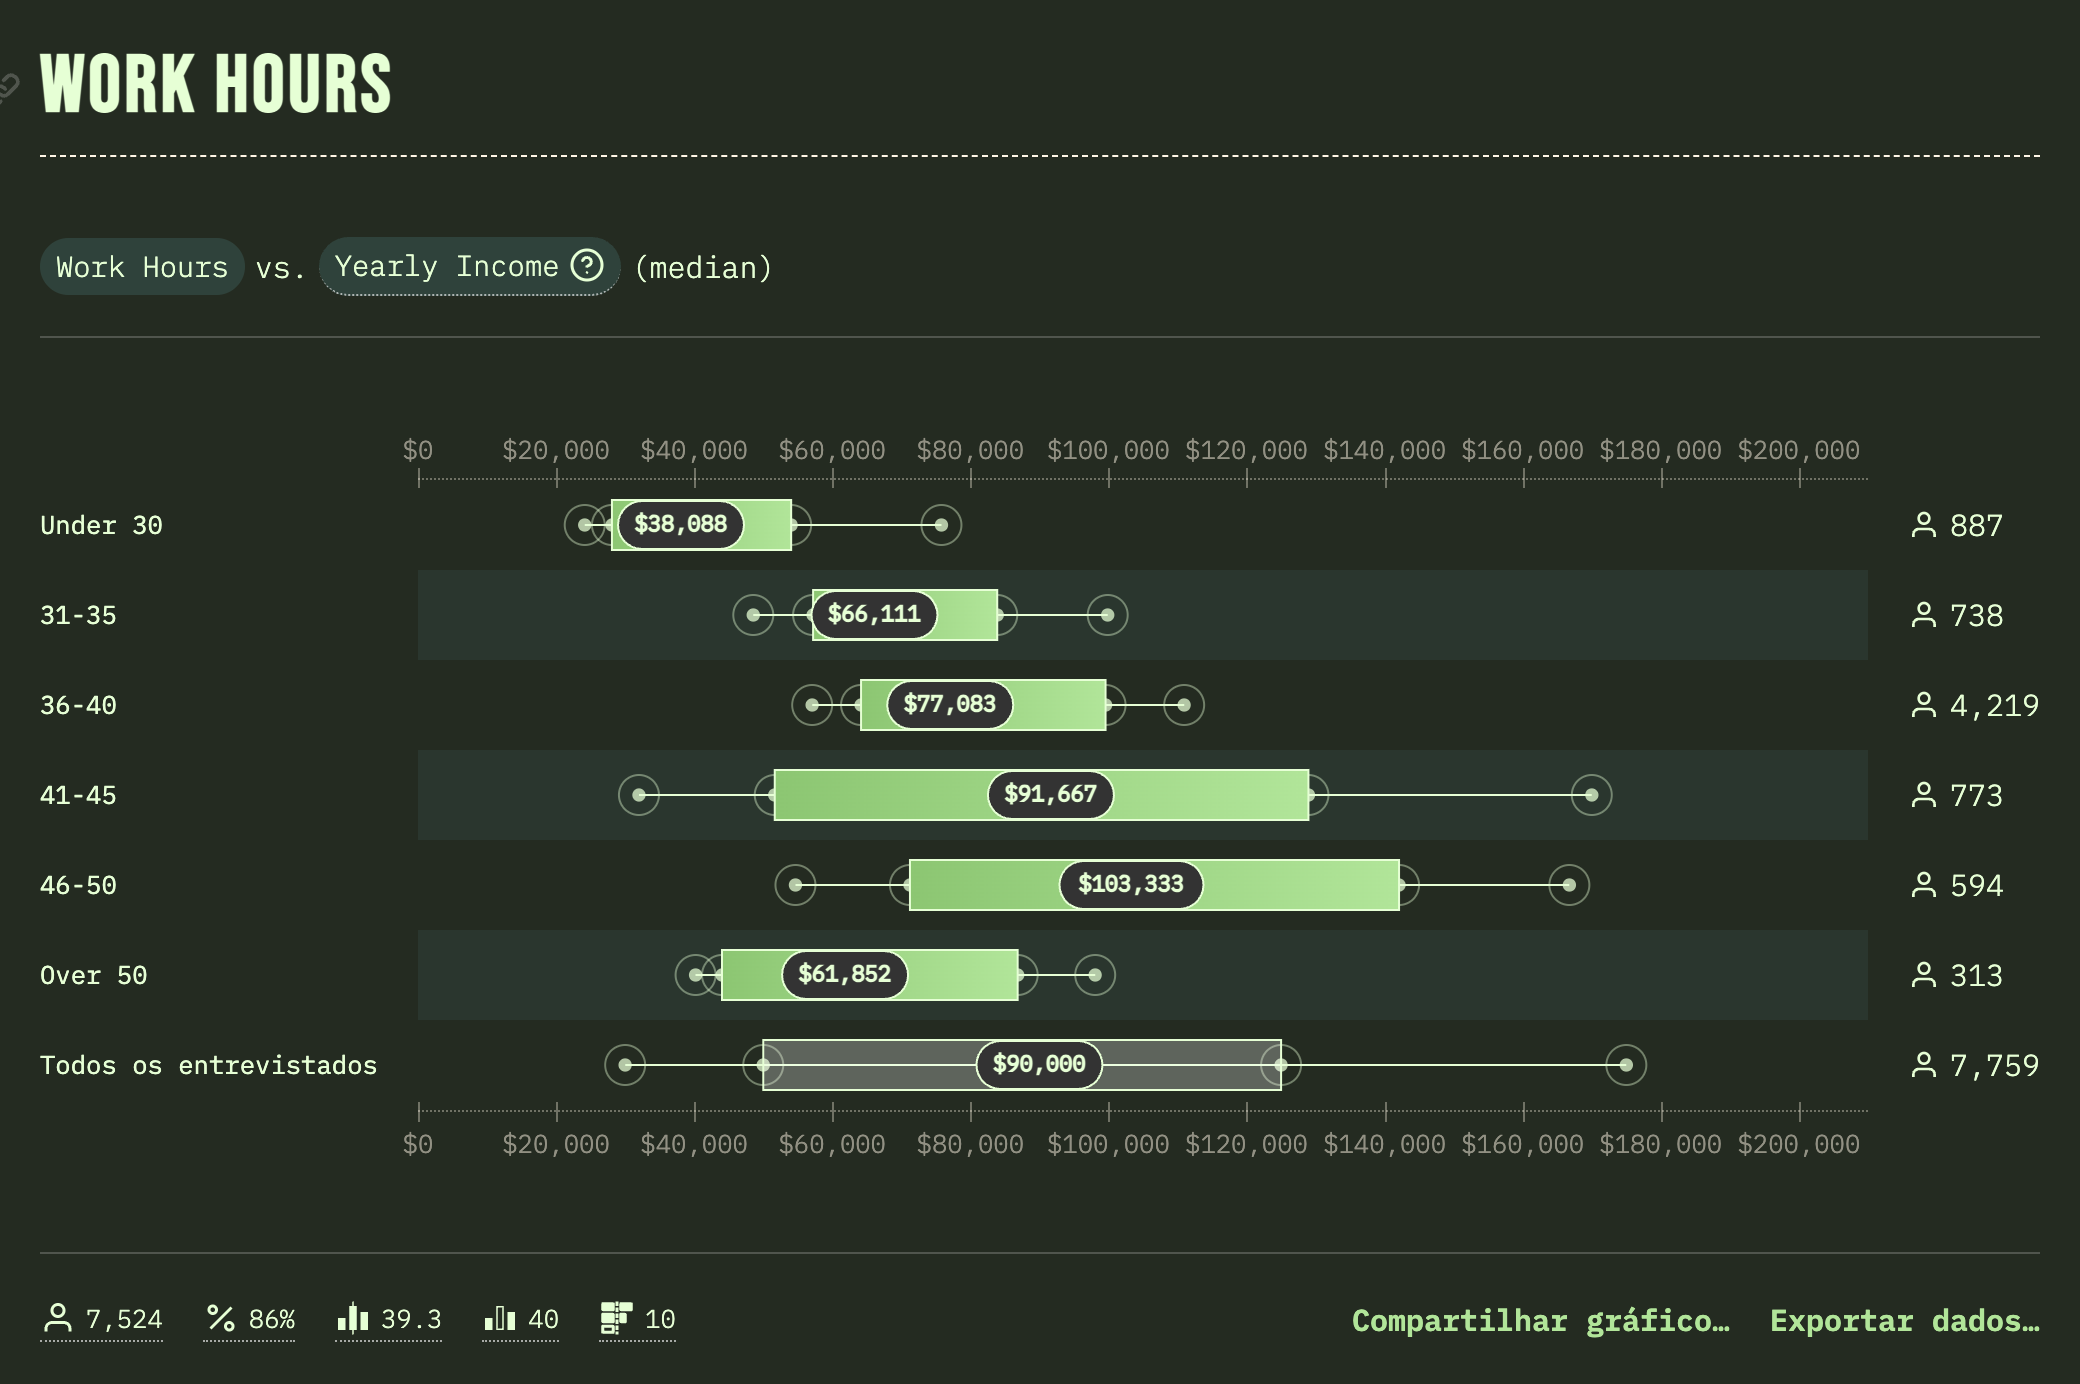 WORK HOURS
Work Hours vs. Yearly Income ? (median)
$0 $20,000 $40,000 $60,000 $80,000 $100,000 $120,000 $140,000 $160,000 $180,000 $200,000
Under 30 $38,088 887
31-35 $66,111 738
36-40 $77,083 4,219
41-45 $91,667 773
46-50 $103,333 594
Over 50 $61,852 313
Todos os entrevistados $90,000 7,759
$0 $20,000 $40,000 $60,000 $80,000 $100,000 $120,000 $140,000 $160,000 $180,000 $200,000
7,524 % 86% 39.3 40 10 Compartilhar gráfico… Exportar dados…